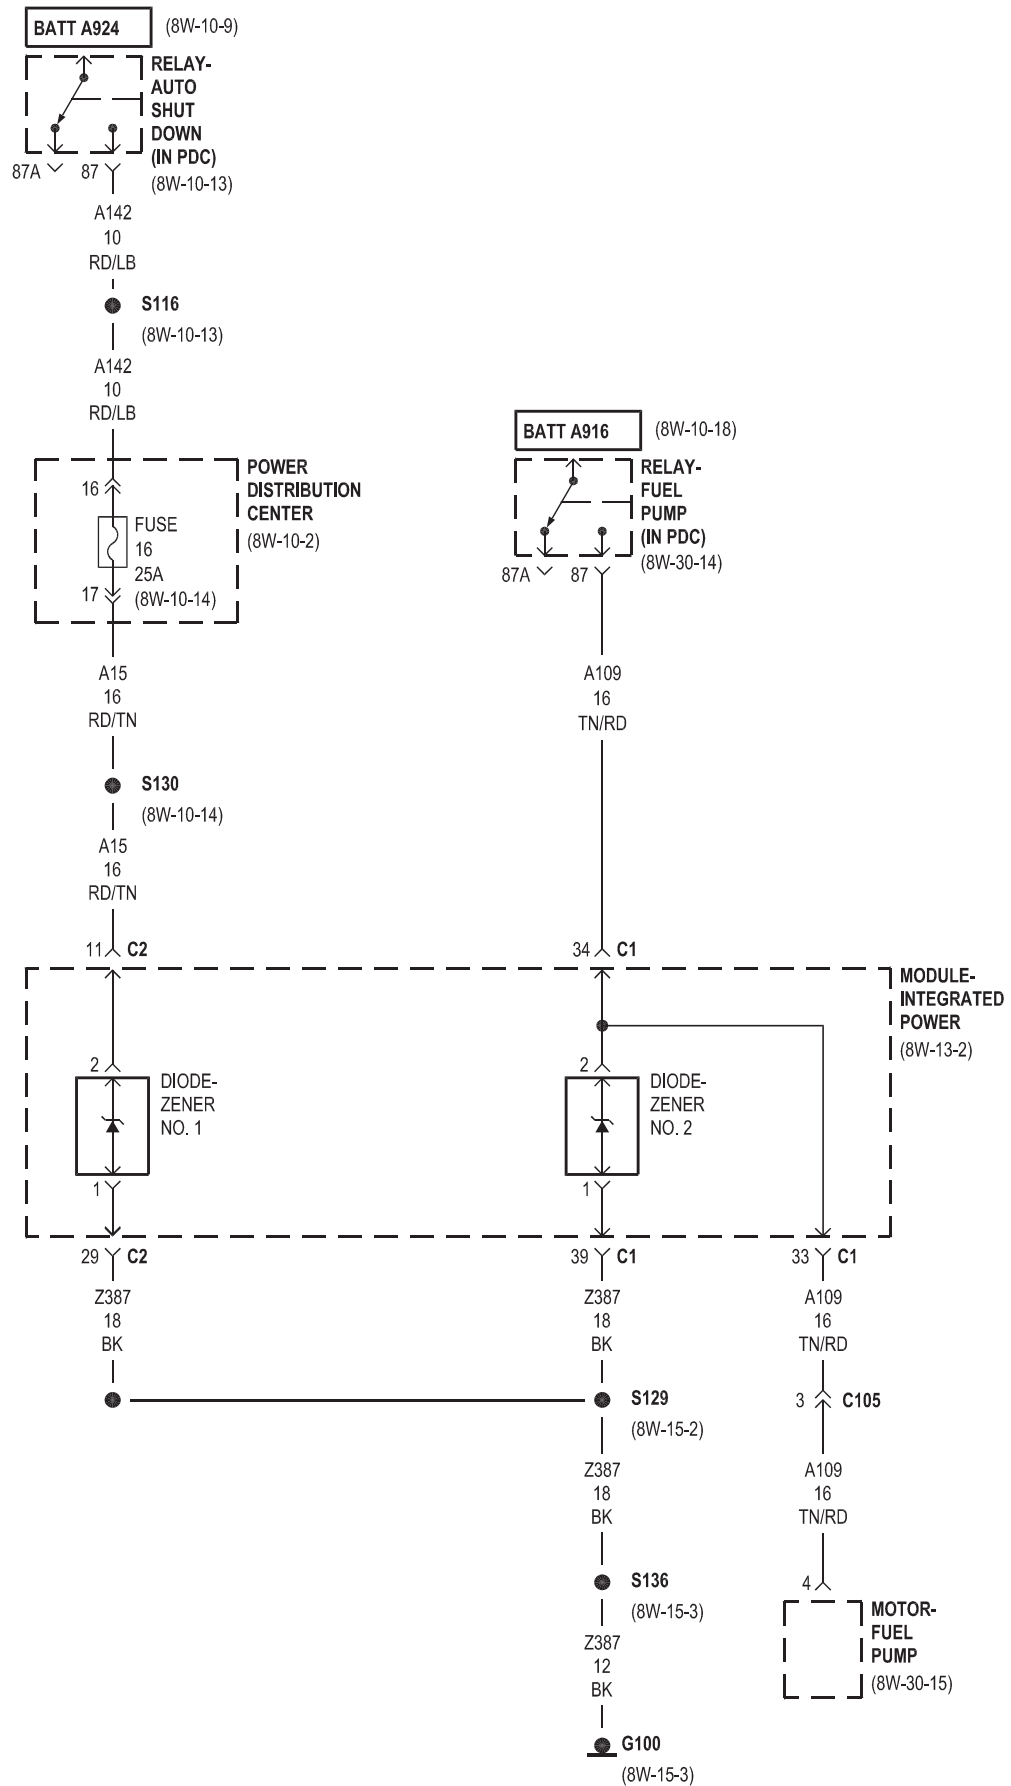 BATT A924 (8W-10-9)
RELAY-
AUTO
SHUT
DOWN
(IN PDC)
(8W-10-13)
87A 87
A142
10
RD/LB
S116
(8W-10-13)
A142
10
RD/LB
BATT A916 (8W-10-18)
POWER
DISTRIBUTION
CENTER
(8W-10-2)
16
FUSE
16
25A
(8W-10-14)
17
RELAY-
FUEL
PUMP
(IN PDC)
(8W-30-14)
87A 87
A15
16
RD/TN
A109
16
TN/RD
S130
(8W-10-14)
A15
16
RD/TN
11 C2
34 C1
MODULE-
INTEGRATED
POWER
(8W-13-2)
2
DIODE-
ZENER
NO. 1
1
2
DIODE-
ZENER
NO. 2
1
29 C2
39 C1
33 C1
Z387
18
BK
Z387
18
BK
A109
16
TN/RD
S129
(8W-15-2)
3 C105
Z387
18
BK
A109
16
TN/RD
S136
(8W-15-3)
4
MOTOR-
FUEL
PUMP
(8W-30-15)
Z387
12
BK
G100
(8W-15-3)